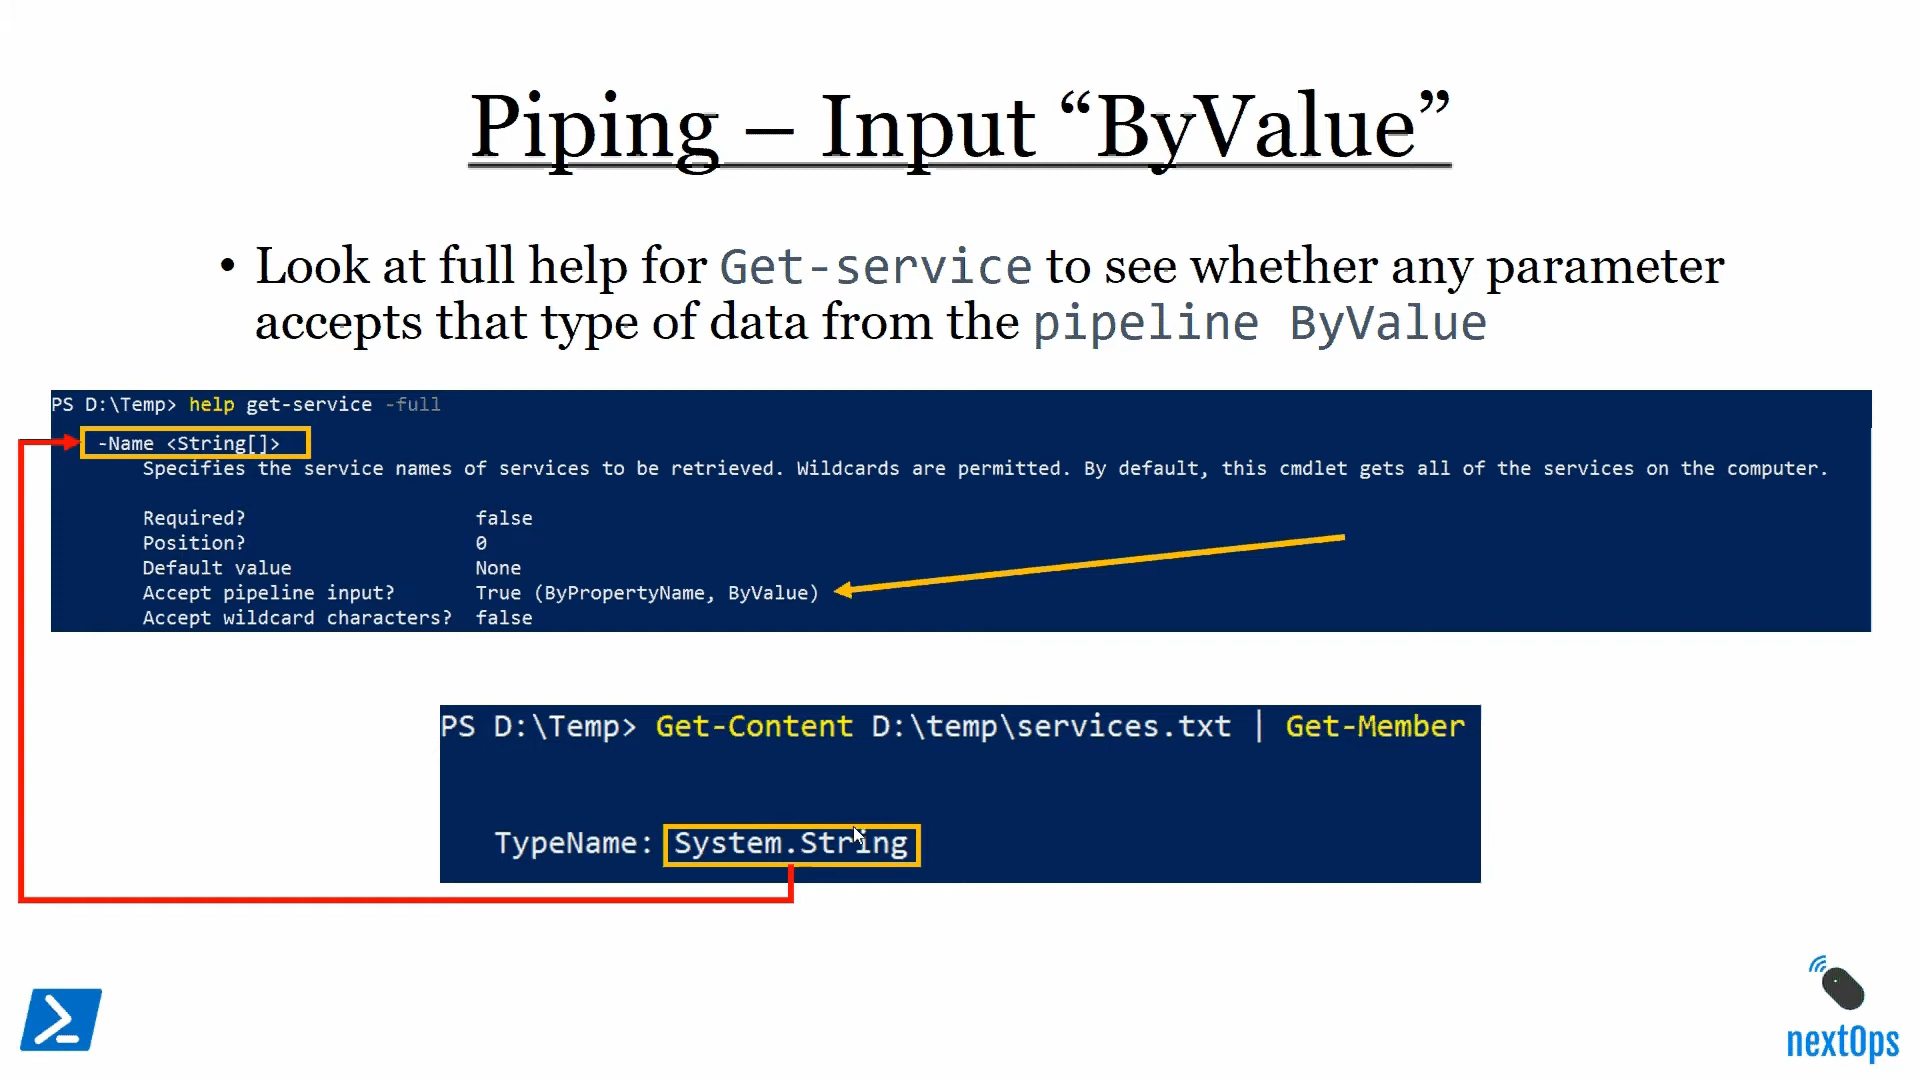 Piping – Input “ByValue”
• Look at full help for Get-service to see whether any parameter
accepts that type of data from the pipeline ByValue
PS D:\Temp> help get-service -full
-Name <String[]>
Specifies the service names of services to be retrieved. Wildcards are permitted. By default, this cmdlet gets all of the services on the computer.
Required? false
Position? 0
Default value None
Accept pipeline input? True (ByPropertyName, ByValue)
Accept wildcard characters? false
PS D:\Temp> Get-Content D:\temp\services.txt | Get-Member
TypeName: System.String
nextOps